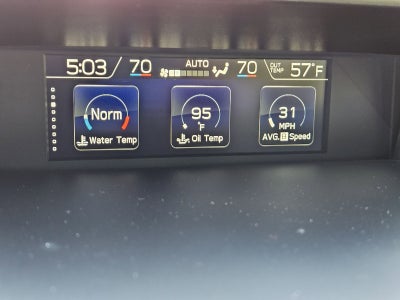 5:03 70 AUTO 70 OUT TEMP 57°F
Norm 95 °F 31 MPH
Water Temp Oil Temp AVG. B Speed